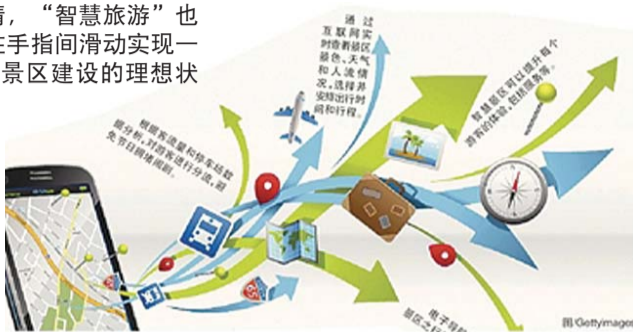 情，“智慧旅游”也
手指间滑动实现一
景区建设的理想状
通过
互联网实
时查看景区
景色、天气
和人流情
况，选择并
安排出行时
间和行程。
智慧景区可以提升每个
游客的体验，包括服务等。
根据客流量和停车场数
据分析，对游客进行分流，避
免节日拥堵闹剧。
65
65
电子导
景区之
图/Gettyimages